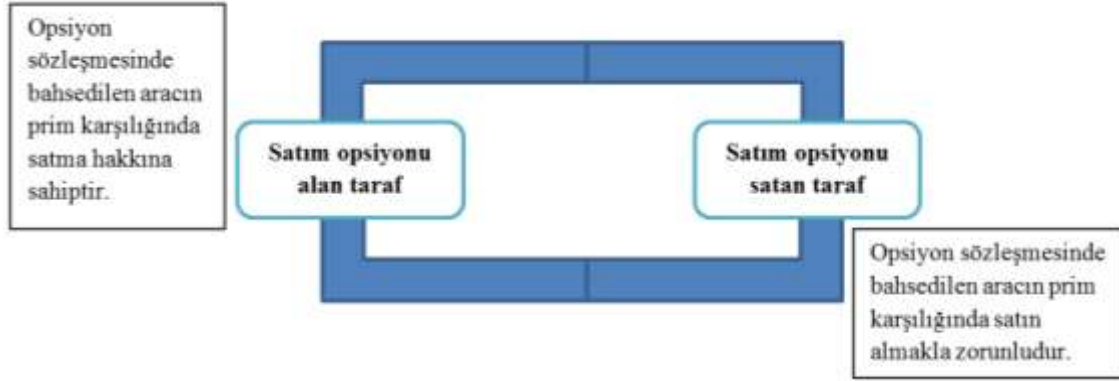 Opsiyon
sözleşmesinde
bahsedilen aracın
prim karşılığında
satma hakkına
sahiptir.
Satım opsiyonu
alan taraf
Satım opsiyonu
satan taraf
Opsiyon sözleşmesinde
bahsedilen aracın prim
karşılığında satın
almakla zorunludur.